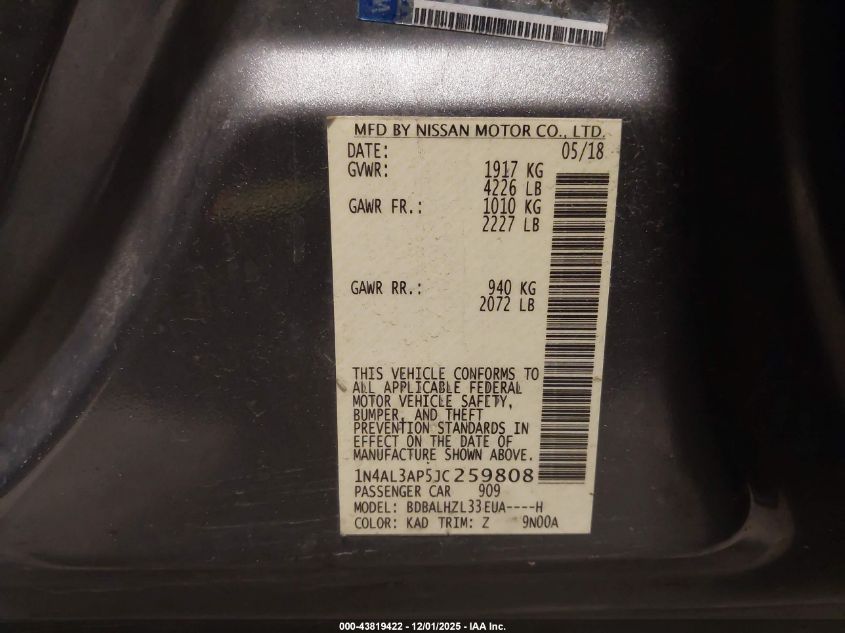 MFD BY NISSAN MOTOR CO., LTD.
DATE: 05/18
GVWR: 1917 KG
4226 LB
GAWR FR.: 1010 KG
2227 LB
GAWR RR.: 940 KG
2072 LB
THIS VEHICLE CONFORMS TO
ALL APPLICABLE FEDERAL
MOTOR VEHICLE SAFETY,
BUMPER, AND THEFT
PREVENTION STANDARDS IN
EFFECT ON THE DATE OF
MANUFACTURE SHOWN ABOVE.
1N4AL3AP5JC259808
PASSENGER CAR 909
MODEL: BDBALHZL33EUA----H
COLOR: KAD TRIM: Z 9N00A
000-43819422 - 12/01/2025 - IAA Inc.